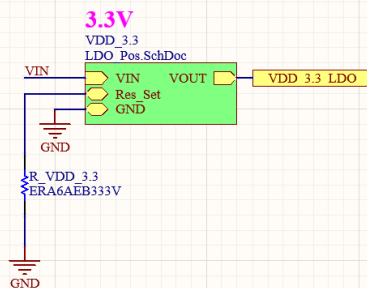 3.3V
VDD_3.3
LDO_Pos.SchDoc
VIN
VIN
VOUT
VDD_3.3_LDO
Res_Set
GND
GND
R_VDD_3.3
ERA6AEB333V
GND